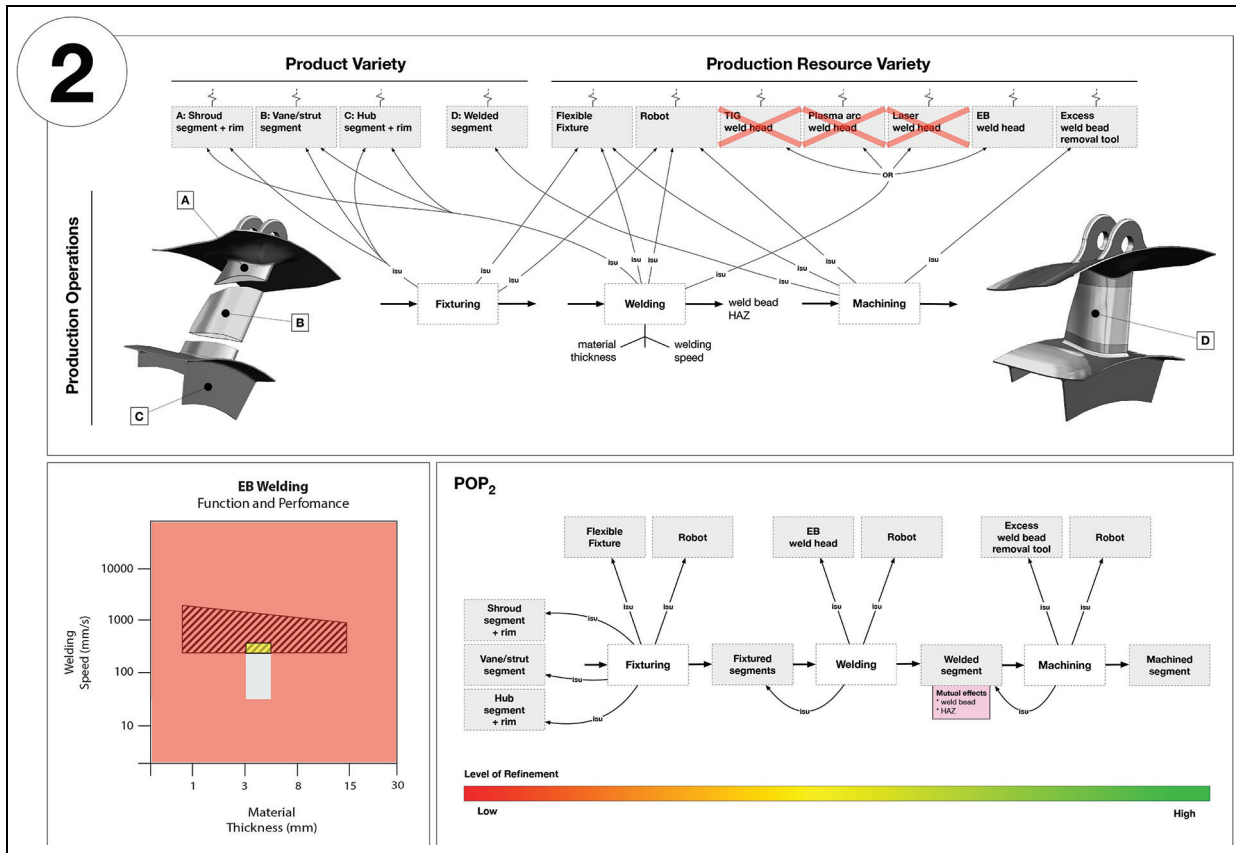 2
Product Variety
Production Resource Variety
A: Shroud
segment + rim
B: Vane/strut
segment
C: Hub
segment + rim
D: Welded
segment
Flexible
Fixture
Robot
TIG
weld head
Plasma arc
weld head
Laser
weld head
EB
weld head
Excess
weld bead
removal tool
OR
Production Operations
A
B
C
D
isu
isu
isu
isu
isu
isu
isu
isu
isu
isu
isu
Fixturing
Welding
weld bead
HAZ
Machining
material
thickness
welding
speed
EB Welding
Function and Perfomance
Welding
Speed (mm/s)
10000
1000
100
10
1
3
8
15
30
Material
Thickness (mm)
POP2
Flexible
Fixture
Robot
EB
weld head
Robot
Excess
weld bead
removal tool
Robot
isu
isu
isu
isu
isu
isu
Shroud
segment
+ rim
isu
Vane/strut
segment
isu
Hub
segment
+ rim
isu
Fixturing
Fixtured
segments
isu
Welding
Welded
segment
Mutual effects
* weld bead
* HAZ
isu
Machining
Machined
segment
Level of Refinement
Low
High